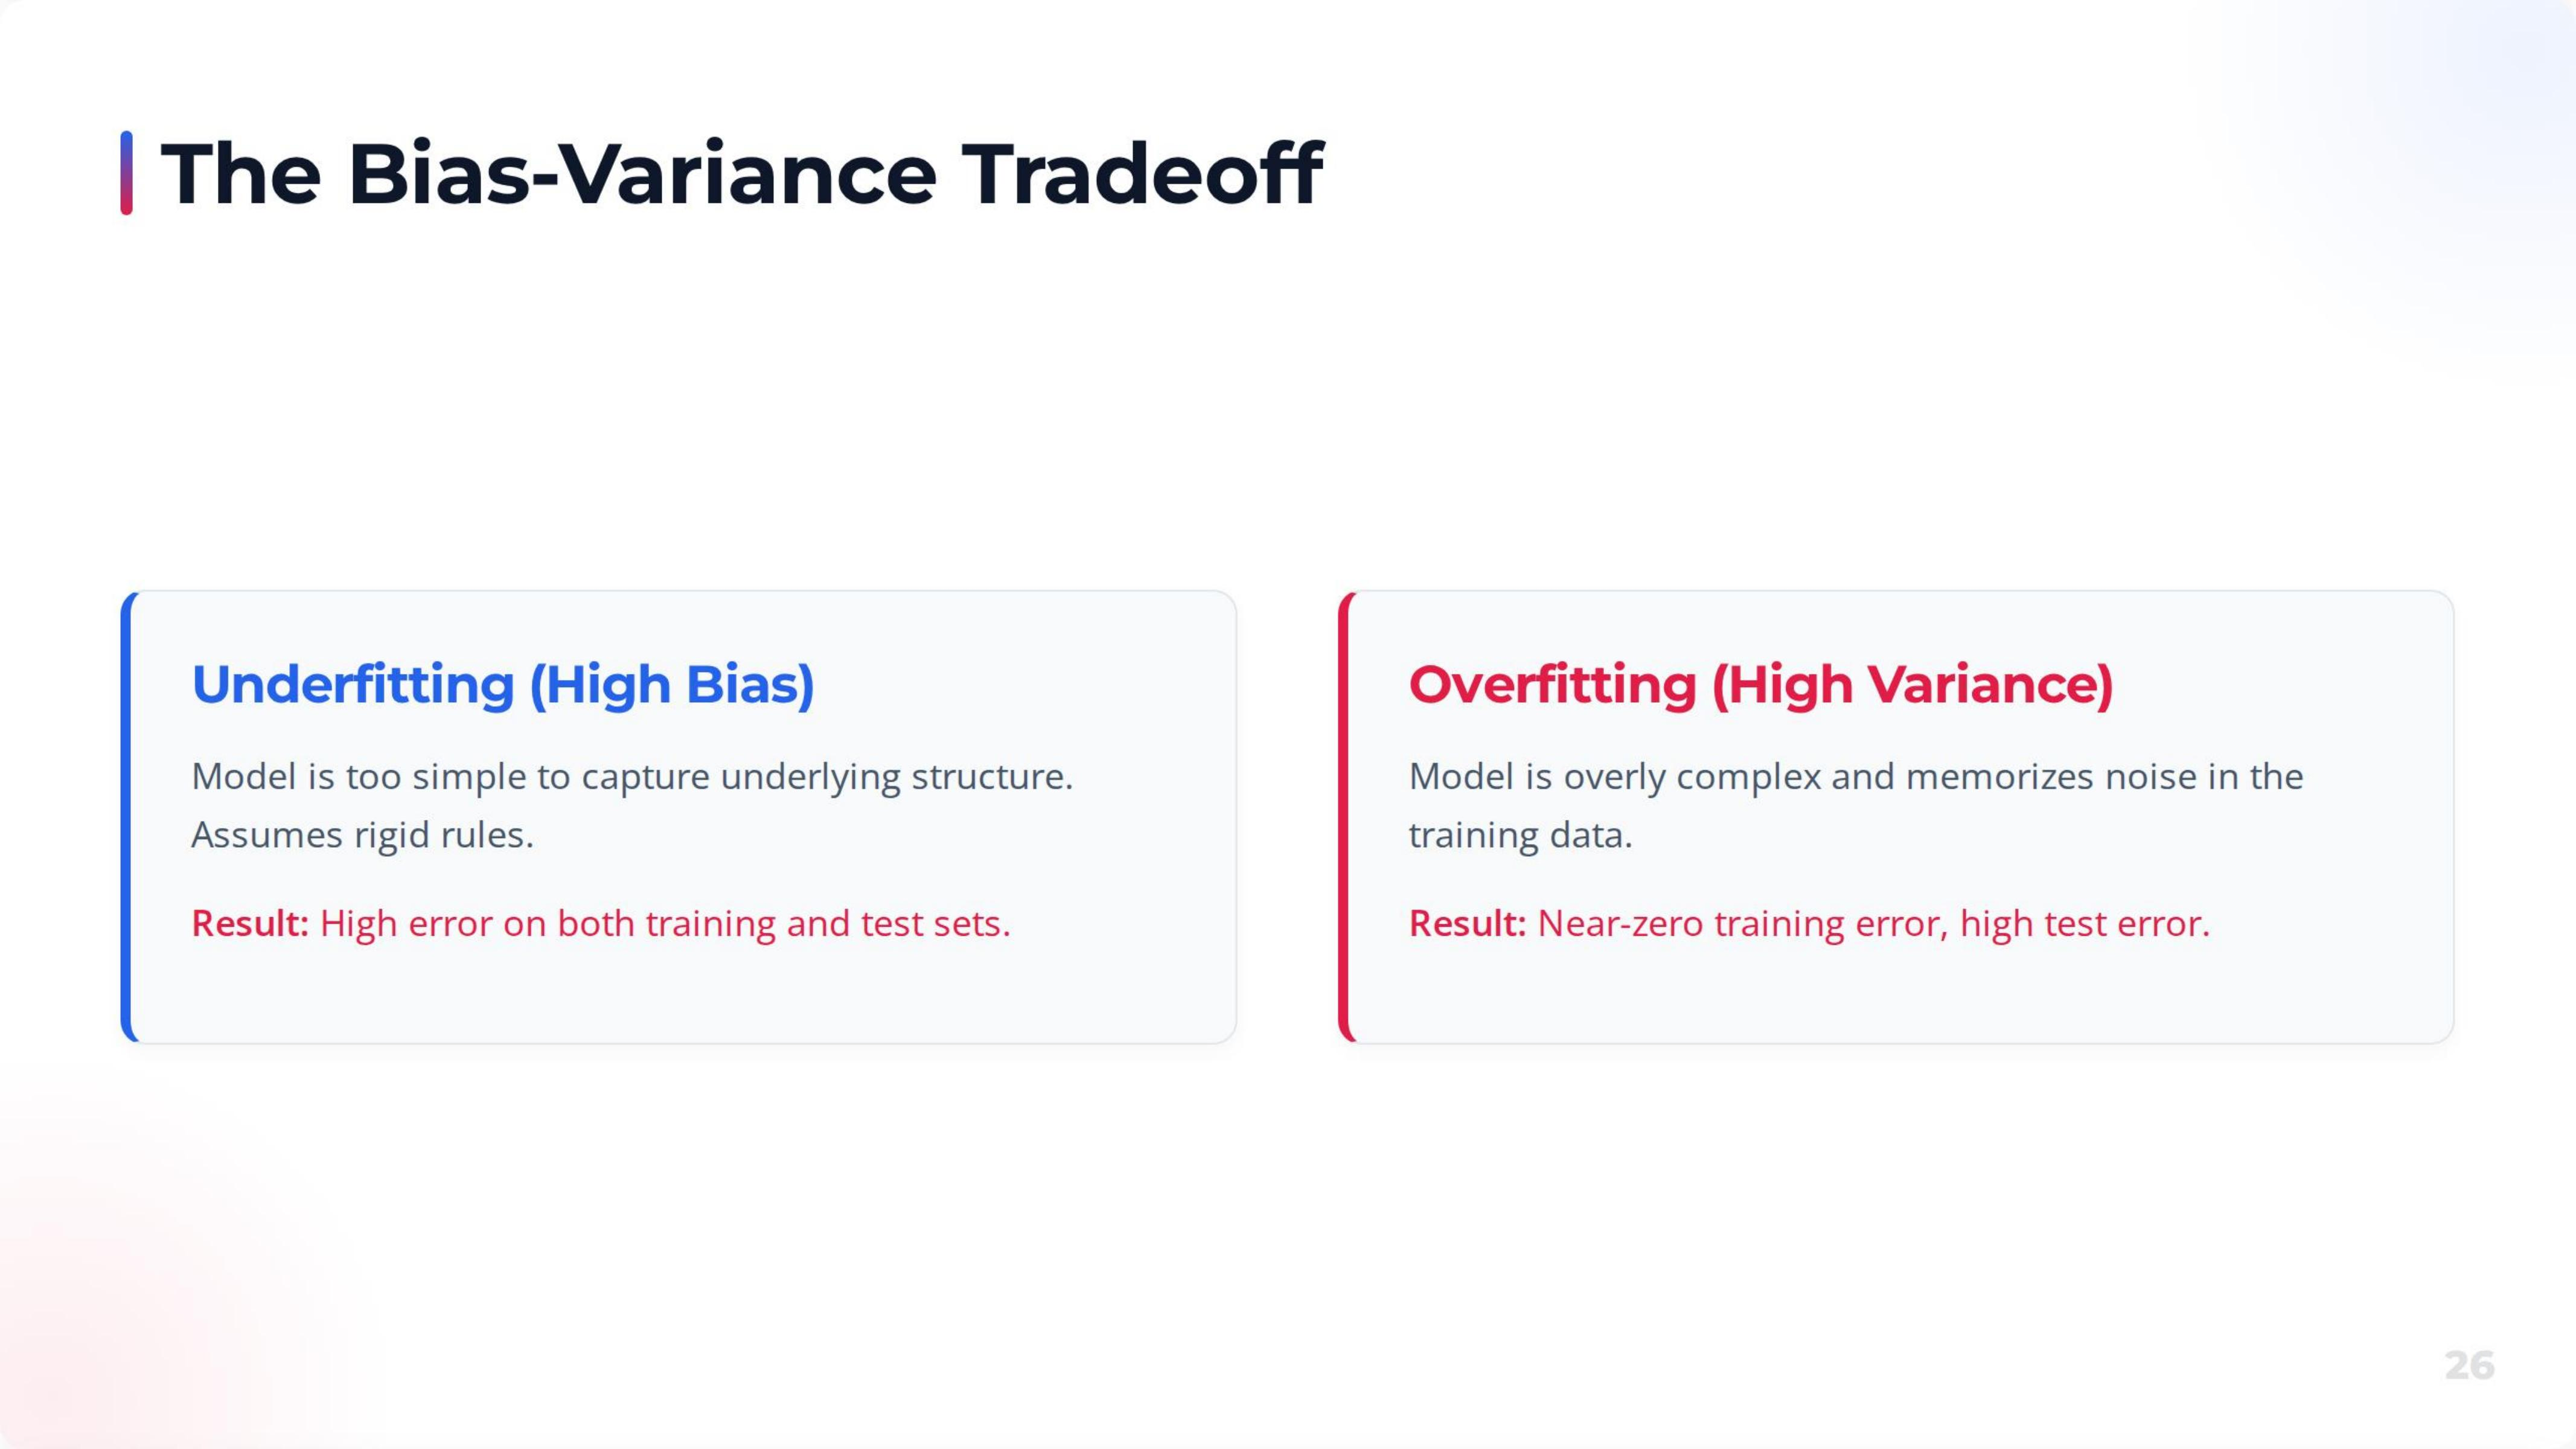 The Bias-Variance Tradeoff
Underfitting (High Bias)
Model is too simple to capture underlying structure.
Assumes rigid rules.
Result: High error on both training and test sets.
Overfitting (High Variance)
Model is overly complex and memorizes noise in the
training data.
Result: Near-zero training error, high test error.
26